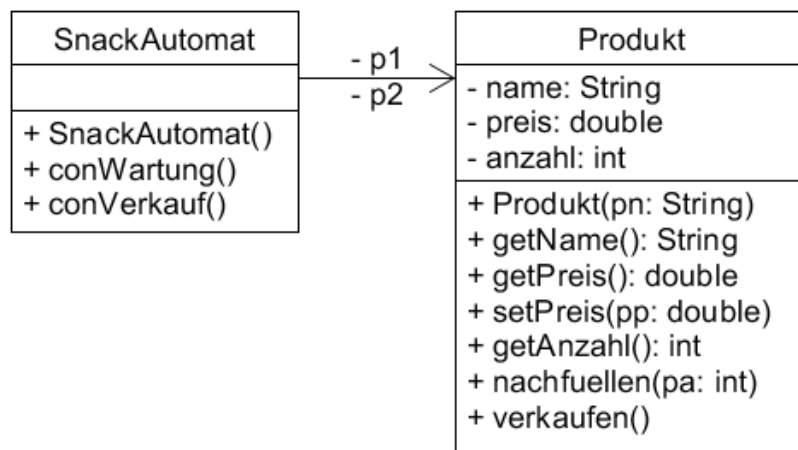 SnackAutomat
+ SnackAutomat()
+ conWartung()
+ conVerkauf()
- p1
- p2
Produkt
- name: String
- preis: double
- anzahl: int
+ Produkt(pn: String)
+ getName(): String
+ getPreis(): double
+ setPreis(pp: double)
+ getAnzahl(): int
+ nachfuellen(pa: int)
+ verkaufen()